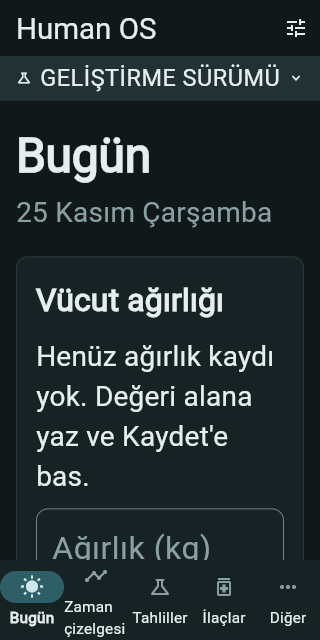 Human OS
GELİŞTİRME SÜRÜMÜ
Bugün
25 Kasım Çarşamba
Vücut ağırlığı
Henüz ağırlık kaydı
yok. Değeri alana
yaz ve Kaydet'e
bas.
Ağırlık (kg)
Bugün
Zaman
çizelgesi
Tahliller
İlaçlar
Diğer